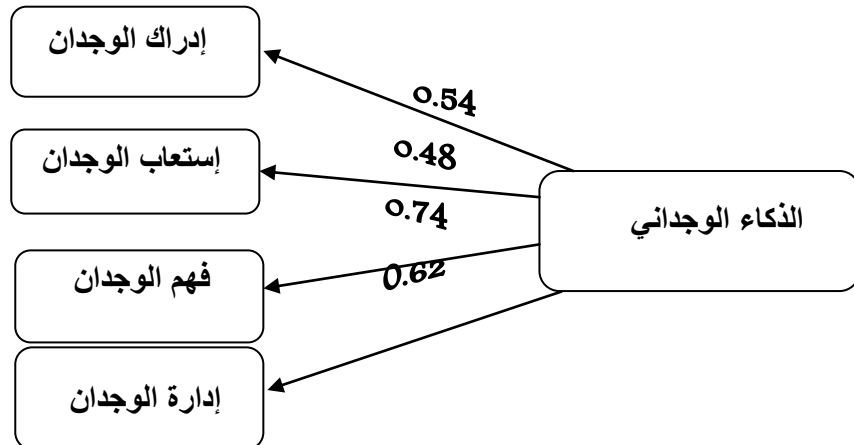 إدراك الوجدان
0.54
إستعاب الوجدان
0.48
الذكاء الوجداني
0.74
فهم الوجدان
0.62
إدارة الوجدان